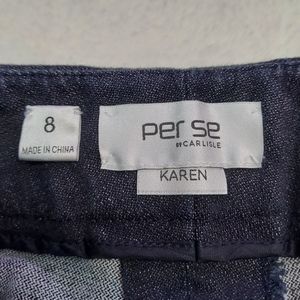 8
MADE IN CHINA
per se
BY CARLISLE
KAREN